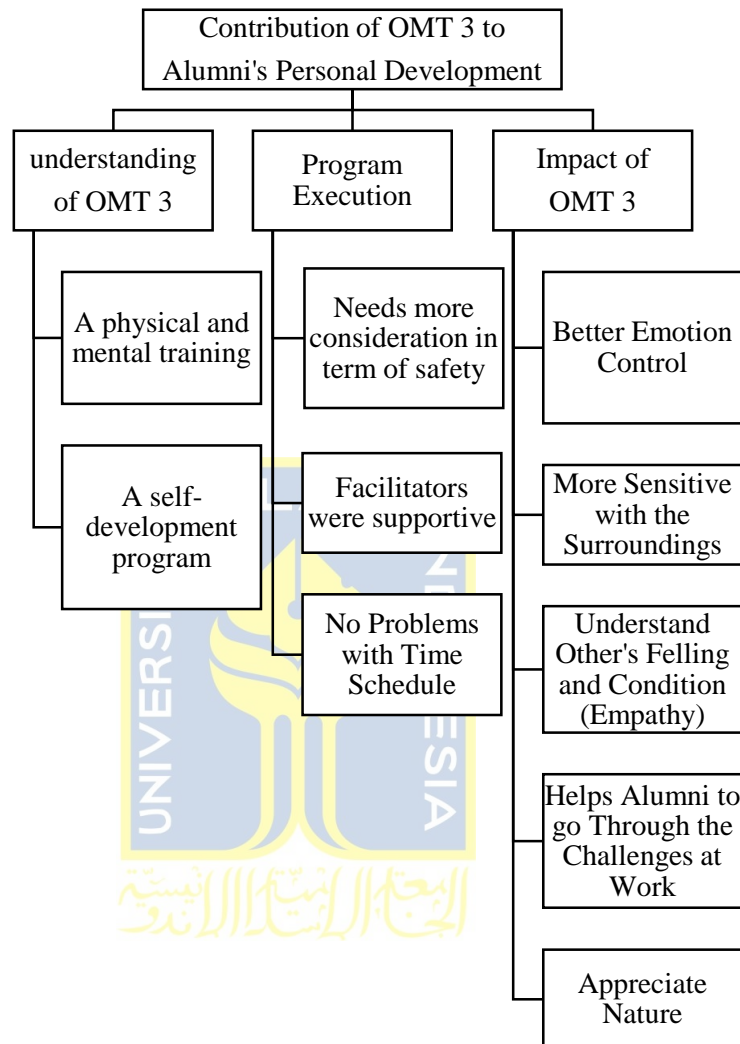 Contribution of OMT 3 to
Alumni's Personal Development
understanding
of OMT 3
Program
Execution
Impact of
OMT 3
A physical and
mental training
A self-
development
program
Needs more
consideration in
term of safety
Facilitators
were supportive
No Problems
with Time
Schedule
Better Emotion
Control
More Sensitive
with the
Surroundings
Understand
Other's Felling
and Condition
(Empathy)
Helps Alumni to
go Through the
Challenges at
Work
Appreciate
Nature